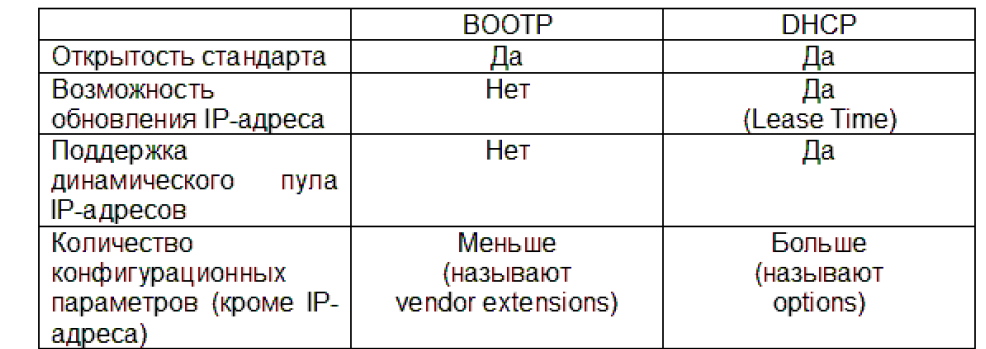 BOOTP DHCP
Открытость стандарта Да Да
Возможность Нет Да
обновления IP-адреса (Lease Time)
Поддержка Нет Да
динамического пула
IP-адресов
Количество Меньше Больше
конфигурационных (называют (называют
параметров (кроме IP- vendor extensions) options)
адреса)